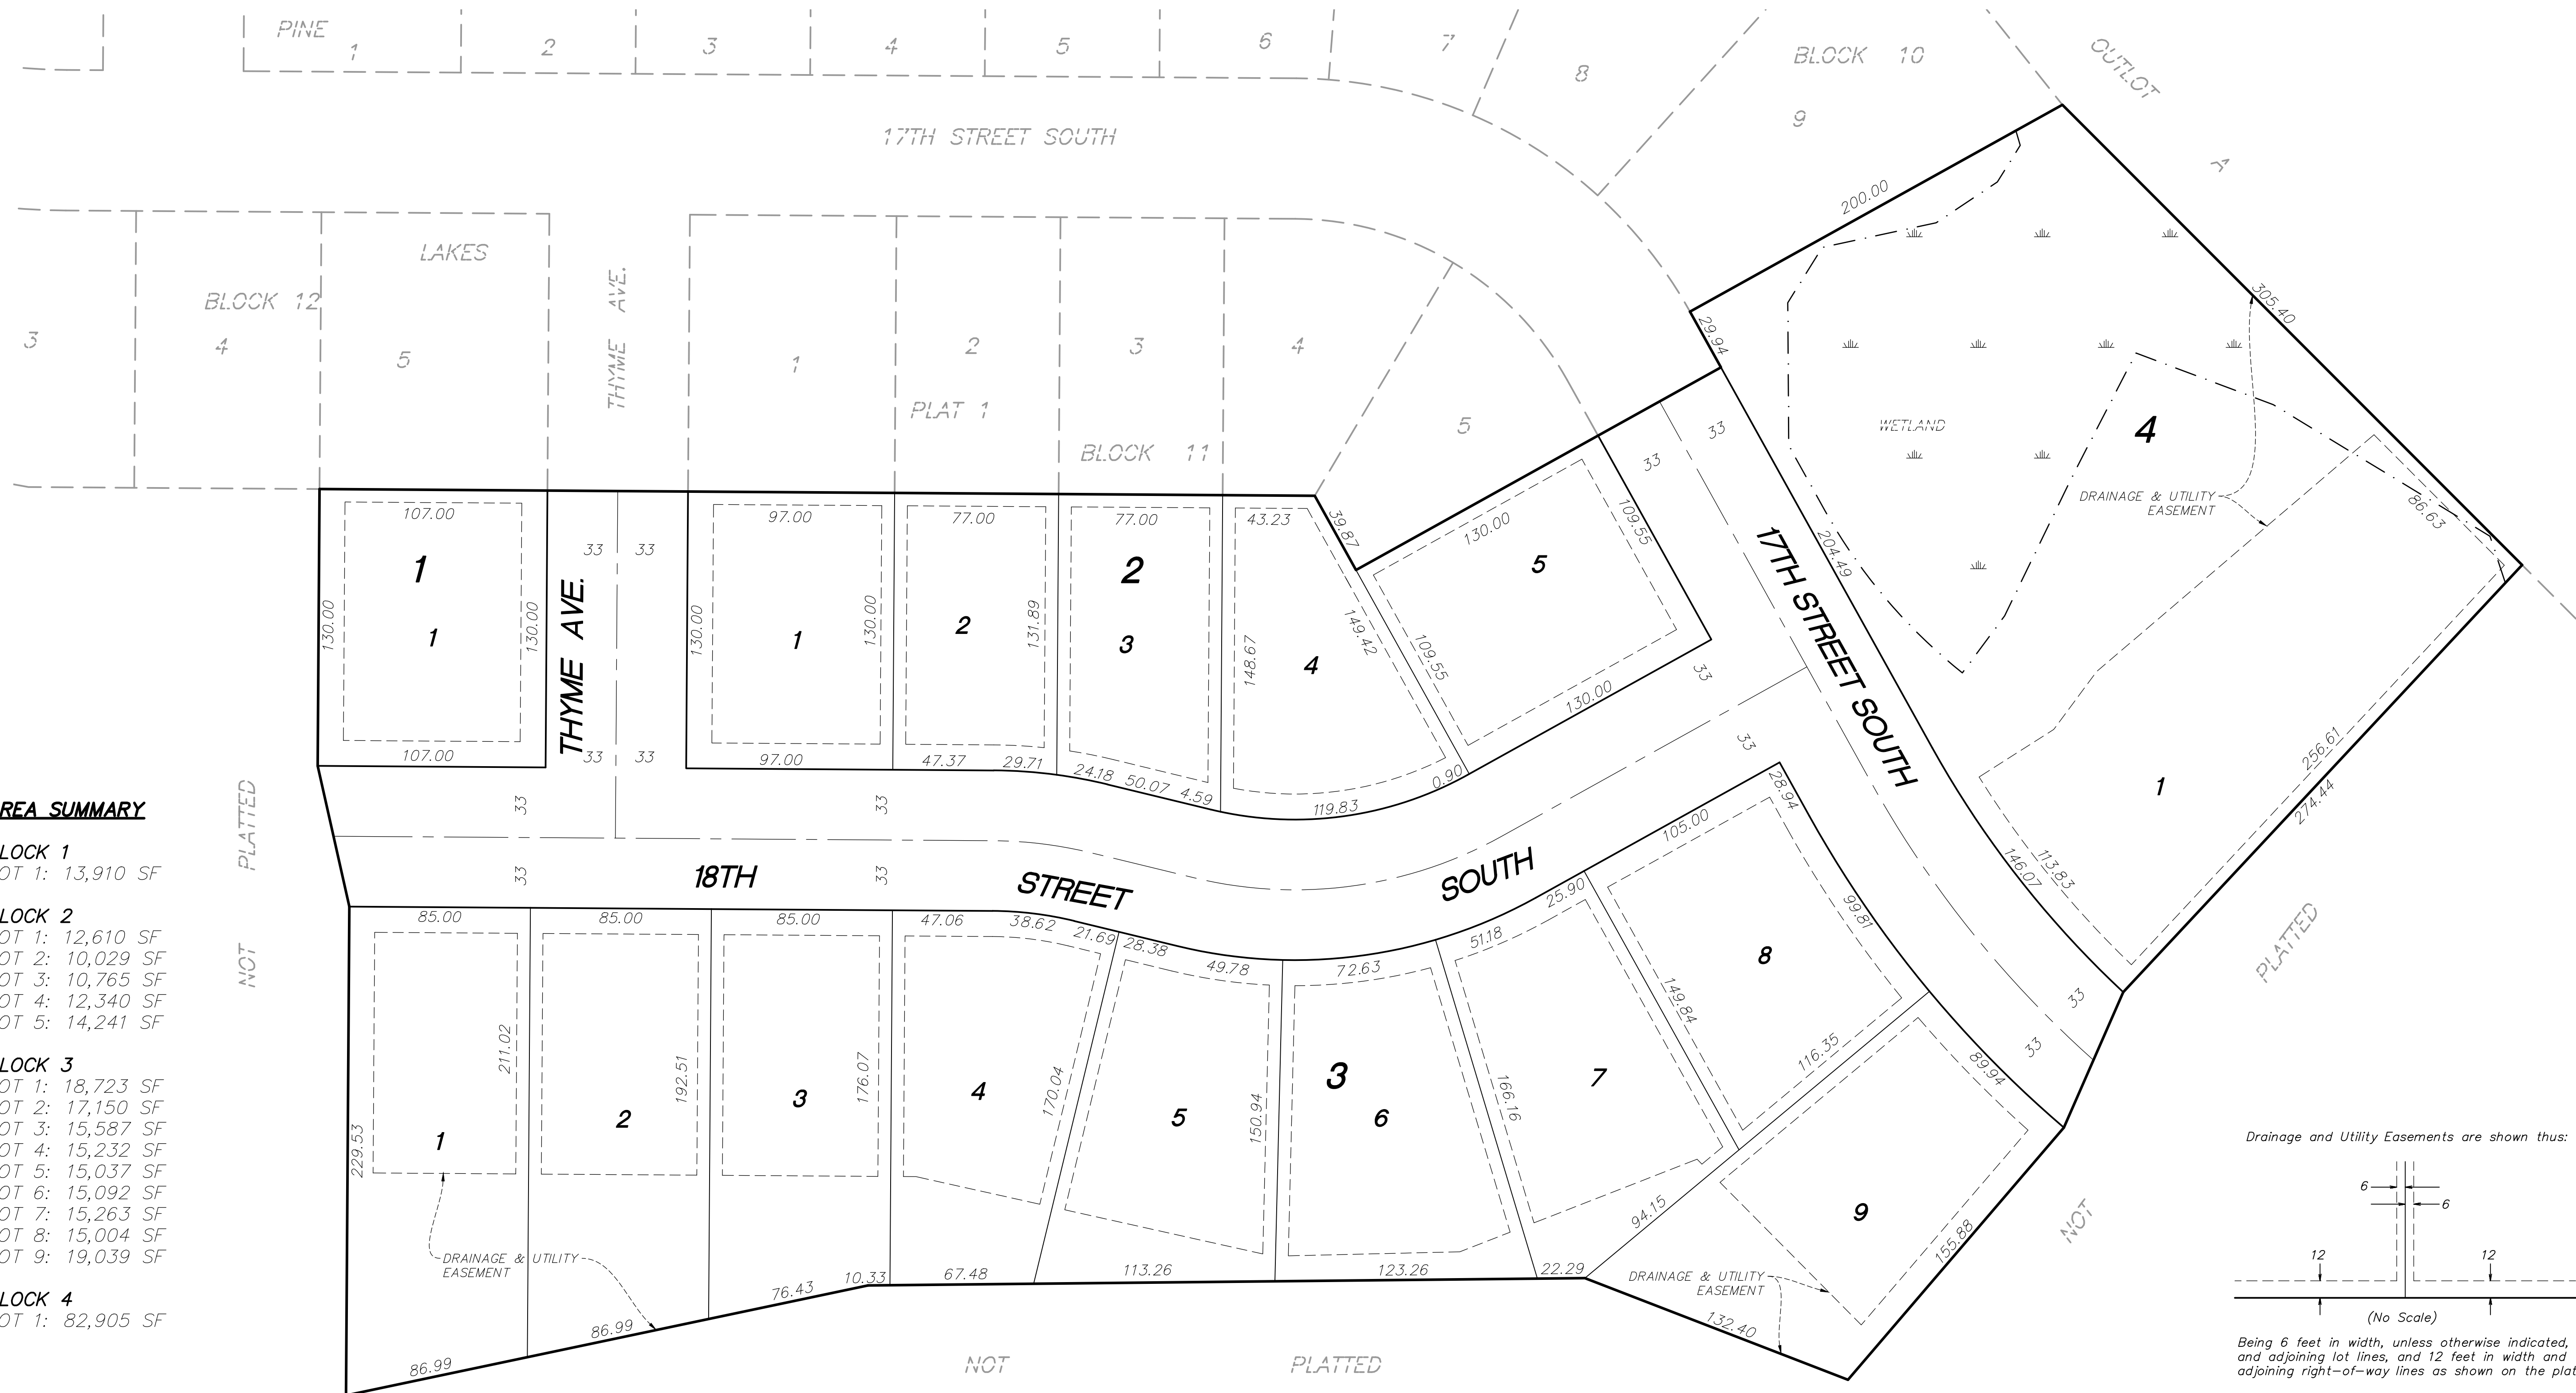 PINE
1
2
3
4
5
6
7
8
BLOCK 10
9
OUTLOT
A
17TH STREET SOUTH
LAKES
BLOCK 12
3
4
5
THYME AVE.
1
2
3
4
5
PLAT 1
BLOCK 11
200.00
29.94
305.40
WETLAND
4
DRAINAGE & UTILITY
EASEMENT
86.63
204.49
17TH STREET SOUTH
33
33
33
33
107.00
1
130.00
130.00
1
107.00
33
33
THYME AVE.
33
33
97.00
130.00
130.00
1
97.00
77.00
2
131.89
47.37
29.71
77.00
2
3
24.18
50.07
4.59
43.23
39.87
148.67
149.42
4
119.83
0.90
130.00
5
109.55
109.55
130.00
256.61
274.44
1
113.83
146.07
NOT PLATTED
33
33
33
33
18TH STREET SOUTH
85.00
85.00
85.00
47.06
38.62
21.69
28.38
49.78
72.63
51.18
25.90
105.00
28.94
99.81
89.94
33
33
229.53
211.02
192.51
176.07
170.04
150.94
166.16
149.84
116.35
1
2
3
4
5
3
6
7
8
9
94.15
155.88
132.40
DRAINAGE & UTILITY
EASEMENT
DRAINAGE & UTILITY
EASEMENT
86.99
86.99
76.43
10.33
67.48
113.26
123.26
22.29
NOT PLATTED
NOT PLATTED
REA SUMMARY
LOCK 1
OT 1: 13,910 SF
LOCK 2
OT 1: 12,610 SF
OT 2: 10,029 SF
OT 3: 10,765 SF
OT 4: 12,340 SF
OT 5: 14,241 SF
LOCK 3
OT 1: 18,723 SF
OT 2: 17,150 SF
OT 3: 15,587 SF
OT 4: 15,232 SF
OT 5: 15,037 SF
OT 6: 15,092 SF
OT 7: 15,263 SF
OT 8: 15,004 SF
OT 9: 19,039 SF
LOCK 4
OT 1: 82,905 SF
Drainage and Utility Easements are shown thus:
6
6
12
12
(No Scale)
Being 6 feet in width, unless otherwise indicated,
and adjoining lot lines, and 12 feet in width and
adjoining right-of-way lines as shown on the plat